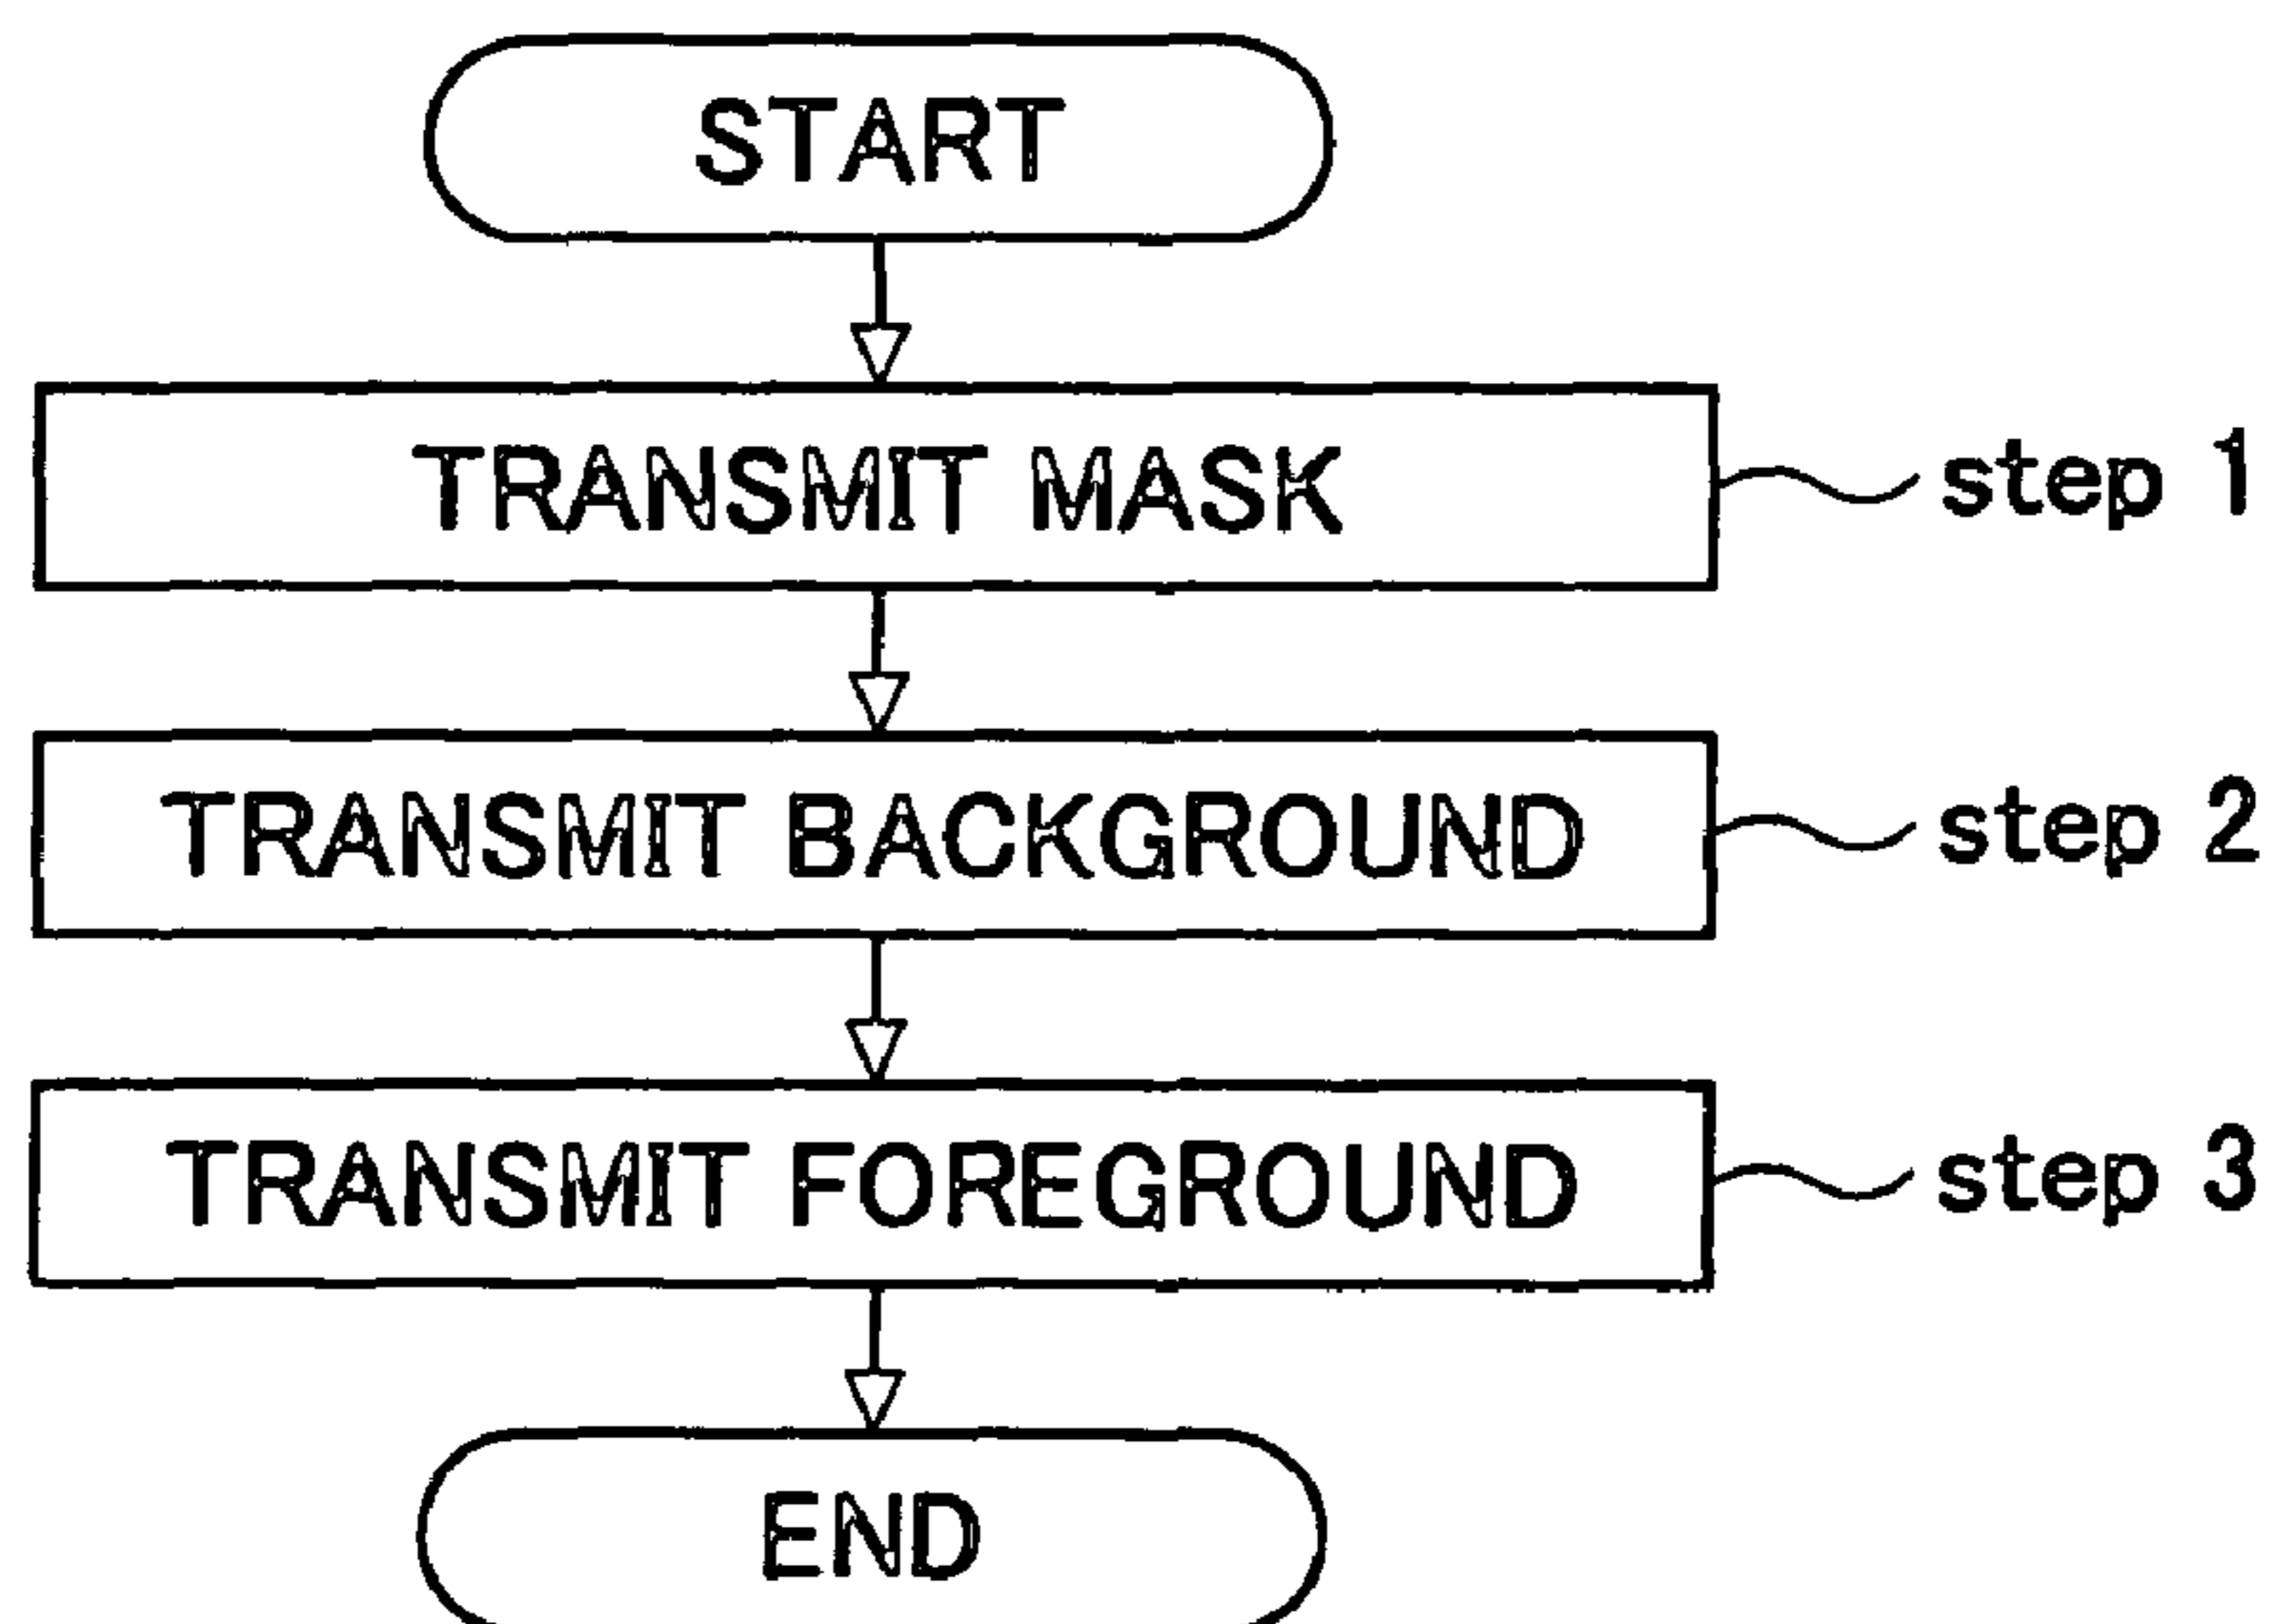 START
TRANSMIT MASK step 1
TRANSMIT BACKGROUND step 2
TRANSMIT FOREGROUND step 3
END